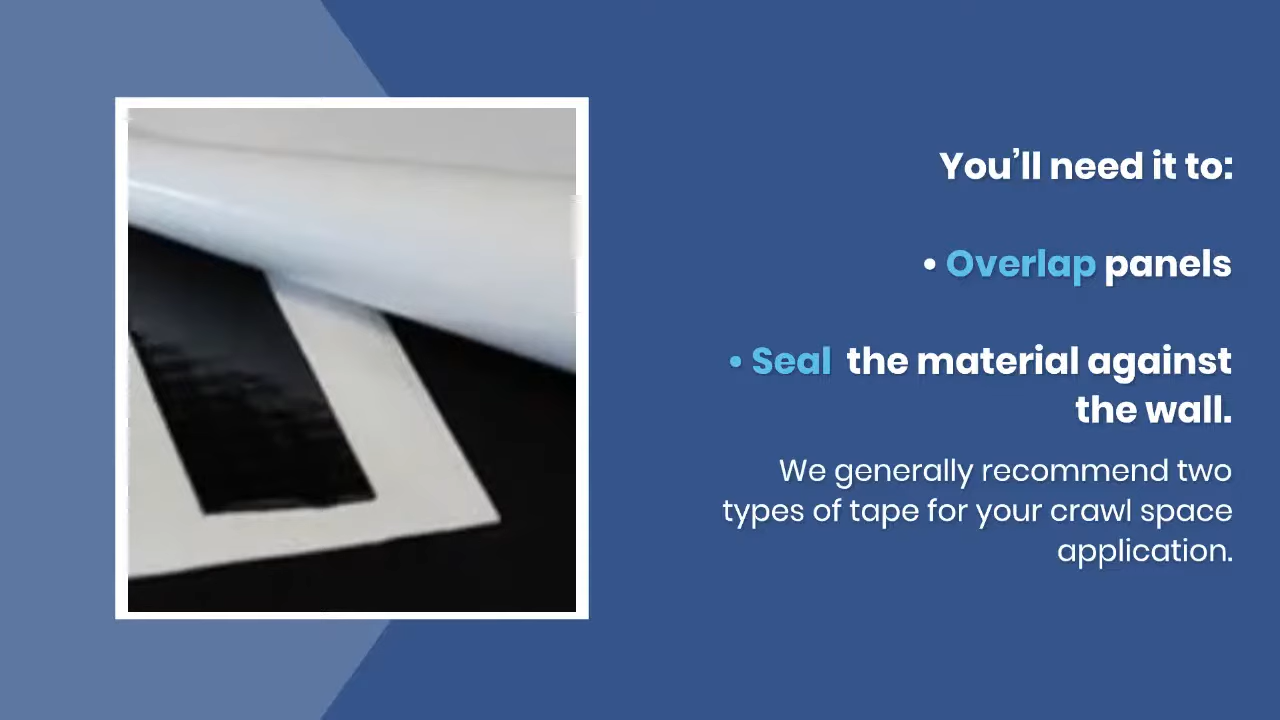 You’ll need it to:
• Overlap panels
• Seal the material against
the wall.
We generally recommend two
types of tape for your crawl space
application.